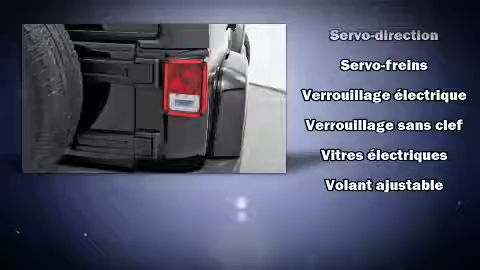 Servo-direction
Servo-freins
Verrouillage électrique
Verrouillage sans clef
Vitres électriques
Volant ajustable